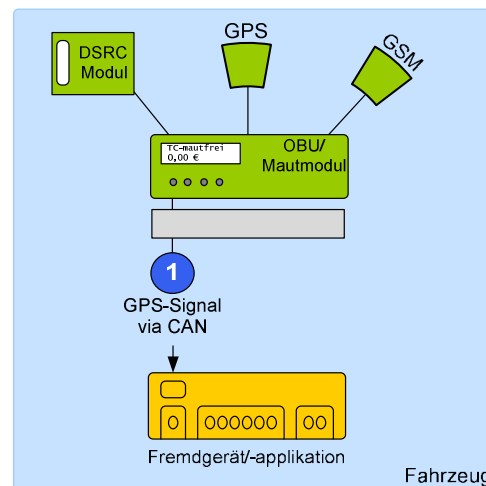 GPS
DSRC
Modul
GSM
TC-mautfrei
0,00 €
OBU/
Mautmodul
1
GPS-Signal
via CAN
Fremdgerät/-applikation
Fahrzeug